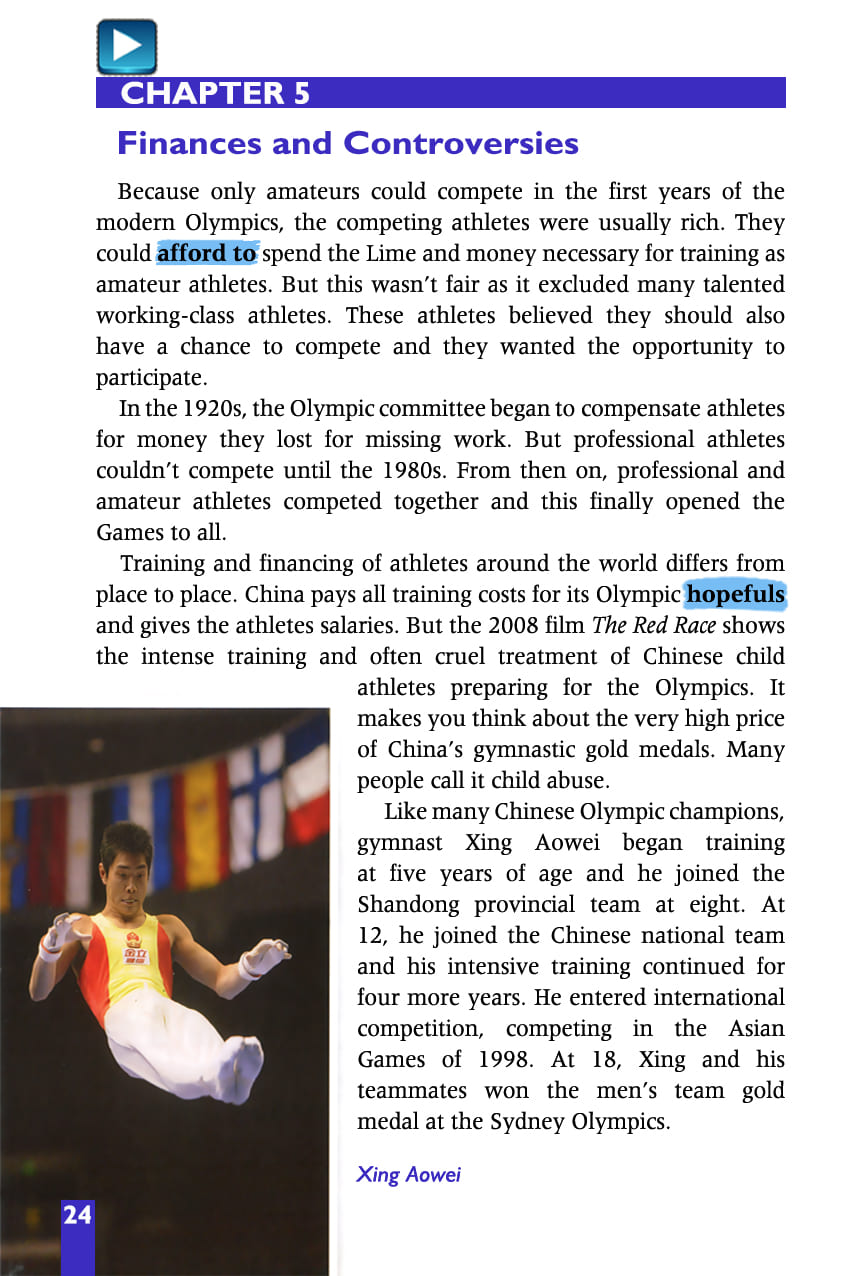 CHAPTER 5
Finances and Controversies
Because only amateurs could compete in the first years of the
modern Olympics, the competing athletes were usually rich. They
could afford to spend the Lime and money necessary for training as
amateur athletes. But this wasn't fair as it excluded many talented
working-class athletes. These athletes believed they should also
have a chance to compete and they wanted the opportunity to
participate.
In the 1920s, the Olympic committee began to compensate athletes
for money they lost for missing work. But professional athletes
couldn't compete until the 1980s. From then on, professional and
amateur athletes competed together and this finally opened the
Games to all.
Training and financing of athletes around the world differs from
place to place. China pays all training costs for its Olympic hopefuls
and gives the athletes salaries. But the 2008 film The Red Race shows
the intense training and often cruel treatment of Chinese child
athletes preparing for the Olympics. It
makes you think about the very high price
of China's gymnastic gold medals. Many
people call it child abuse.
Like many Chinese Olympic champions,
gymnast Xing Aowei began training
at five years of age and he joined the
Shandong provincial team at eight. At
12, he joined the Chinese national team
and his intensive training continued for
four more years. He entered international
competition, competing in the Asian
Games of 1998. At 18, Xing and his
teammates won the men's team gold
medal at the Sydney Olympics.
Xing Aowei
24